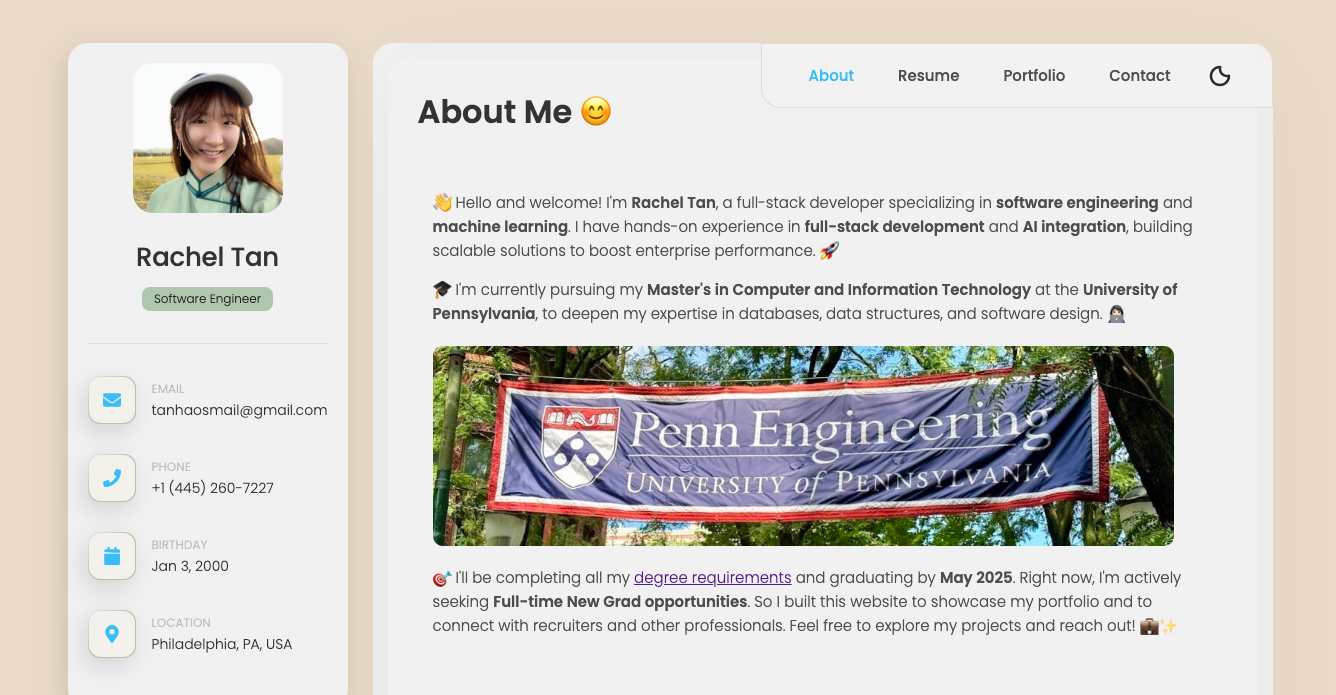 About
Resume
Portfolio
Contact
Rachel Tan
Software Engineer
EMAIL
tanhaosmail@gmail.com
PHONE
+1 (445) 260-7227
BIRTHDAY
Jan 3, 2000
LOCATION
Philadelphia, PA, USA
About Me 😊
👋 Hello and welcome! I'm Rachel Tan, a full-stack developer specializing in software engineering and
machine learning. I have hands-on experience in full-stack development and AI integration, building
scalable solutions to boost enterprise performance. 🚀
🎓 I'm currently pursuing my Master's in Computer and Information Technology at the University of
Pennsylvania, to deepen my expertise in databases, data structures, and software design. 👩🏻‍💻
Penn Engineering
UNIVERSITY of PENNSYLVANIA
🎯 I'll be completing all my degree requirements and graduating by May 2025. Right now, I'm actively
seeking Full-time New Grad opportunities. So I built this website to showcase my portfolio and to
connect with recruiters and other professionals. Feel free to explore my projects and reach out! 💼✨